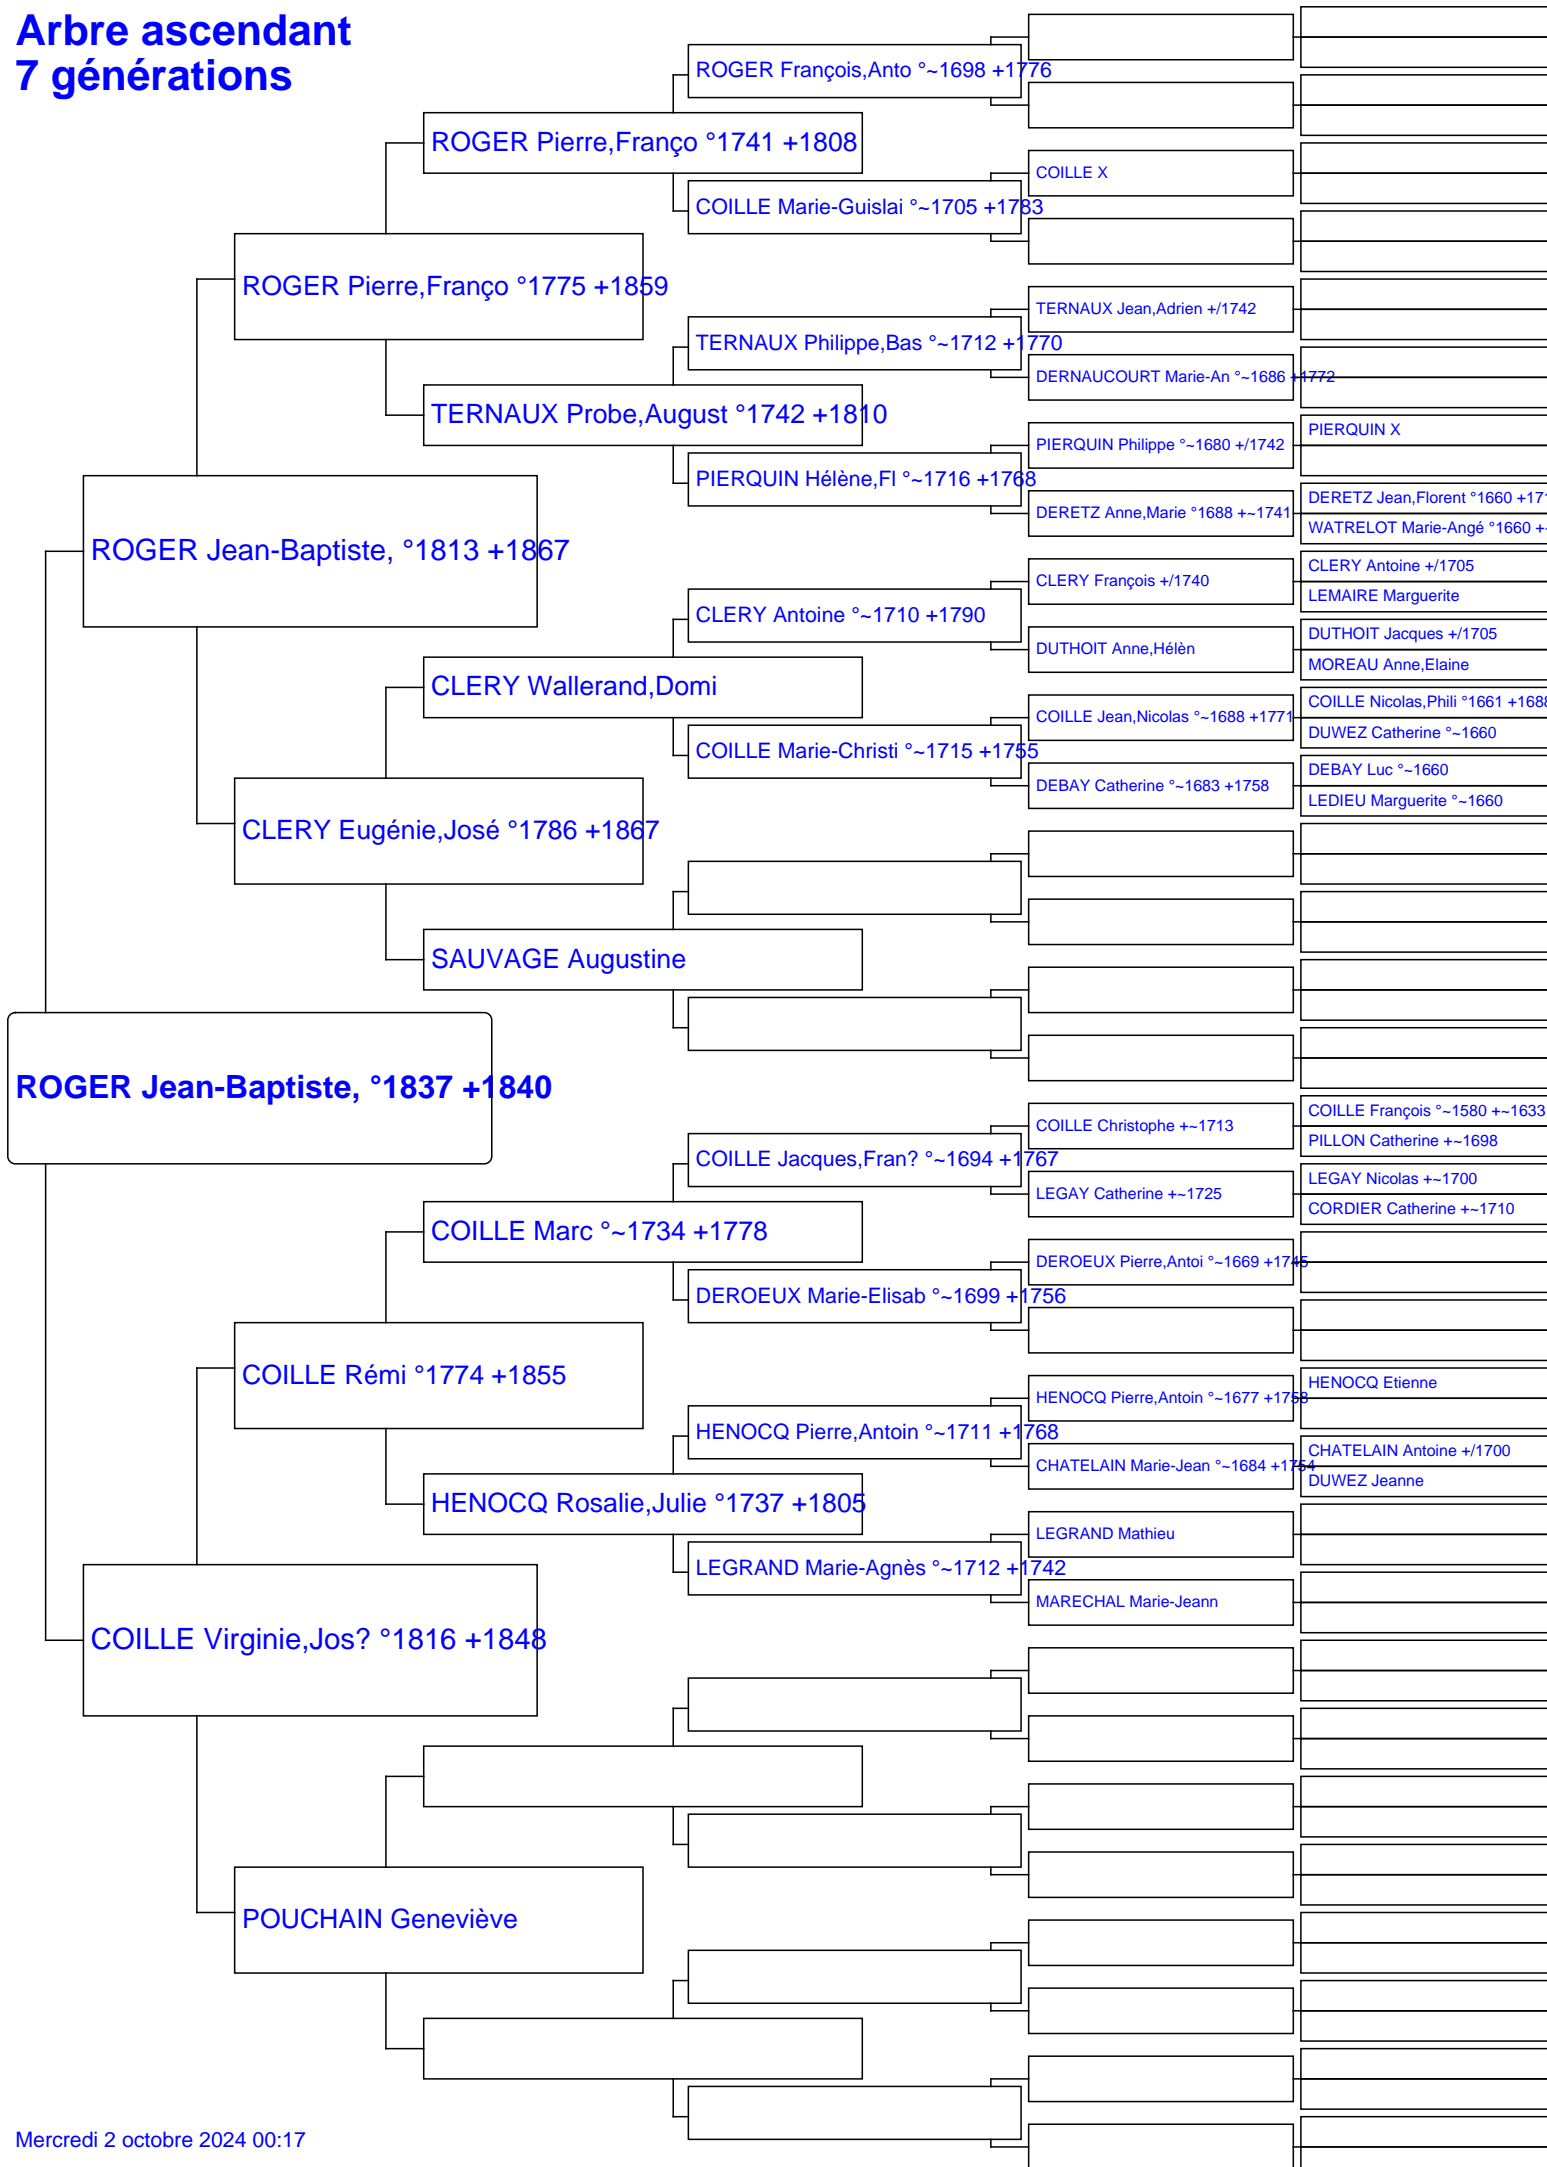 Arbre ascendant
7 générations
ROGER François,Anto °~1698 +1776
ROGER Pierre,Franço °1741 +1808
COILLE X
COILLE Marie-Guislai °~1705 +1783
ROGER Pierre,Franço °1775 +1859
TERNAUX Jean,Adrien +/1742
TERNAUX Philippe,Bas °~1712 +1770
DERNAUCOURT Marie-An °~1686 +1772
TERNAUX Probe,August °1742 +1810
PIERQUIN X
PIERQUIN Philippe °~1680 +/1742
PIERQUIN Hélène,Fl °~1716 +1768
DERETZ Jean,Florent °1660 +171
DERETZ Anne,Marie °1688 +~1741
WATRELOT Marie-Angé °1660 +
ROGER Jean-Baptiste, °1813 +1867
CLERY Antoine +/1705
CLERY François +/1740
LEMAIRE Marguerite
CLERY Antoine °~1710 +1790
DUTHOIT Jacques +/1705
DUTHOIT Anne,Hélèn
MOREAU Anne,Elaine
CLERY Wallerand,Domi
COILLE Nicolas,Phili °1661 +1688
COILLE Jean,Nicolas °~1688 +1771
DUWEZ Catherine °~1660
COILLE Marie-Christi °~1715 +1755
DEBAY Luc °~1660
DEBAY Catherine °~1683 +1758
LEDIEU Marguerite °~1660
CLERY Eugénie,José °1786 +1867
SAUVAGE Augustine
ROGER Jean-Baptiste, °1837 +1840
COILLE François °~1580 +~1633
COILLE Christophe +~1713
PILLON Catherine +~1698
COILLE Jacques,Fran? °~1694 +1767
LEGAY Nicolas +~1700
LEGAY Catherine +~1725
CORDIER Catherine +~1710
COILLE Marc °~1734 +1778
DEROEUX Pierre,Antoi °~1669 +1745
DEROEUX Marie-Elisab °~1699 +1756
COILLE Rémi °1774 +1855
HENOCQ Etienne
HENOCQ Pierre,Antoin °~1677 +1758
HENOCQ Pierre,Antoin °~1711 +1768
CHATELAIN Antoine +/1700
CHATELAIN Marie-Jean °~1684 +1754
DUWEZ Jeanne
HENOCQ Rosalie,Julie °1737 +1805
LEGRAND Mathieu
LEGRAND Marie-Agnès °~1712 +1742
MARECHAL Marie-Jeann
COILLE Virginie,Jos? °1816 +1848
POUCHAIN Geneviève
Mercredi 2 octobre 2024 00:17